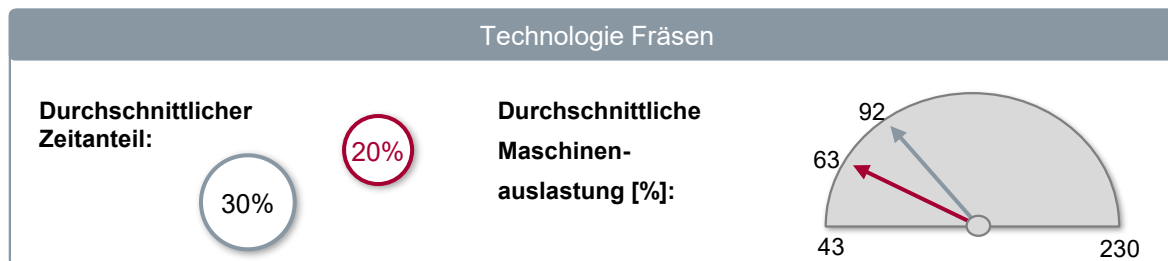 Technologie Fräsen
Durchschnittlicher
Zeitanteil:
20%
30%
Durchschnittliche
Maschinen-
auslastung [%]:
92
63
43
230